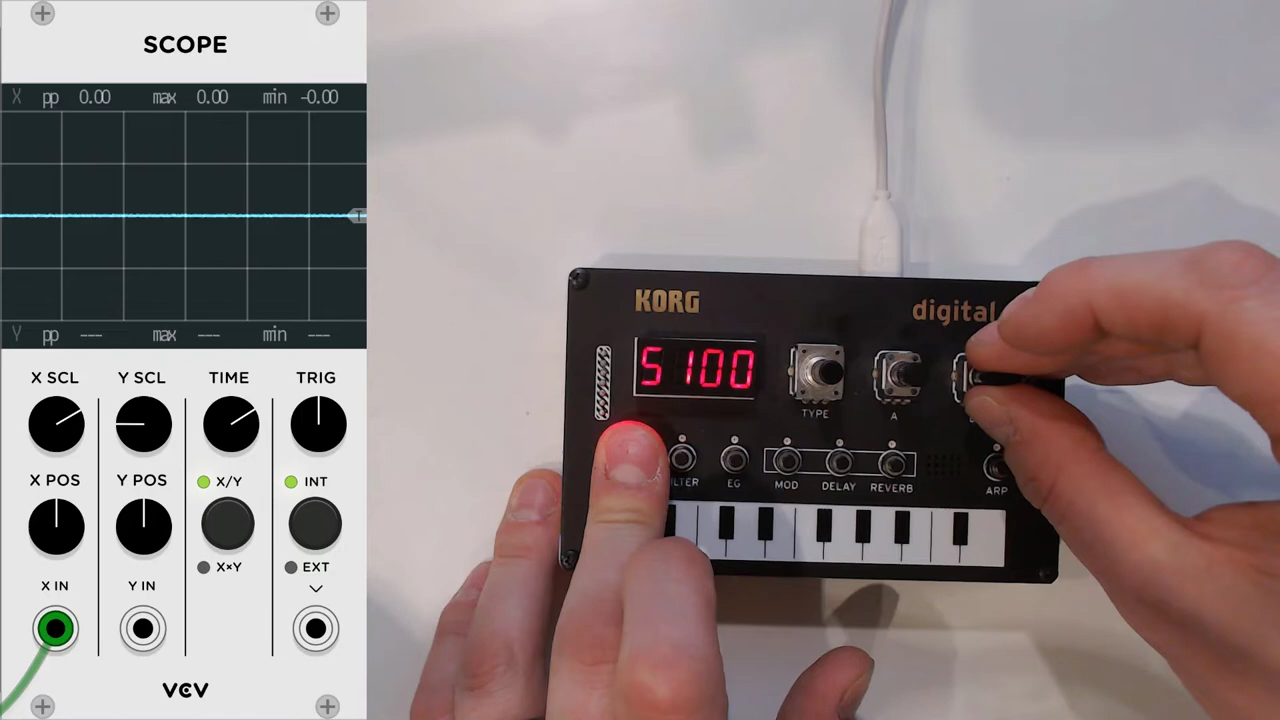 SCOPE
X pp 0.00 max 0.00 min -0.00
T
Y pp --- max --- min ---
X SCL Y SCL TIME TRIG
X/Y INT
X POS Y POS
X×Y EXT
X IN Y IN
VCV
KORG
digital
S100
TYPE A
EG MOD DELAY REVERB ARP